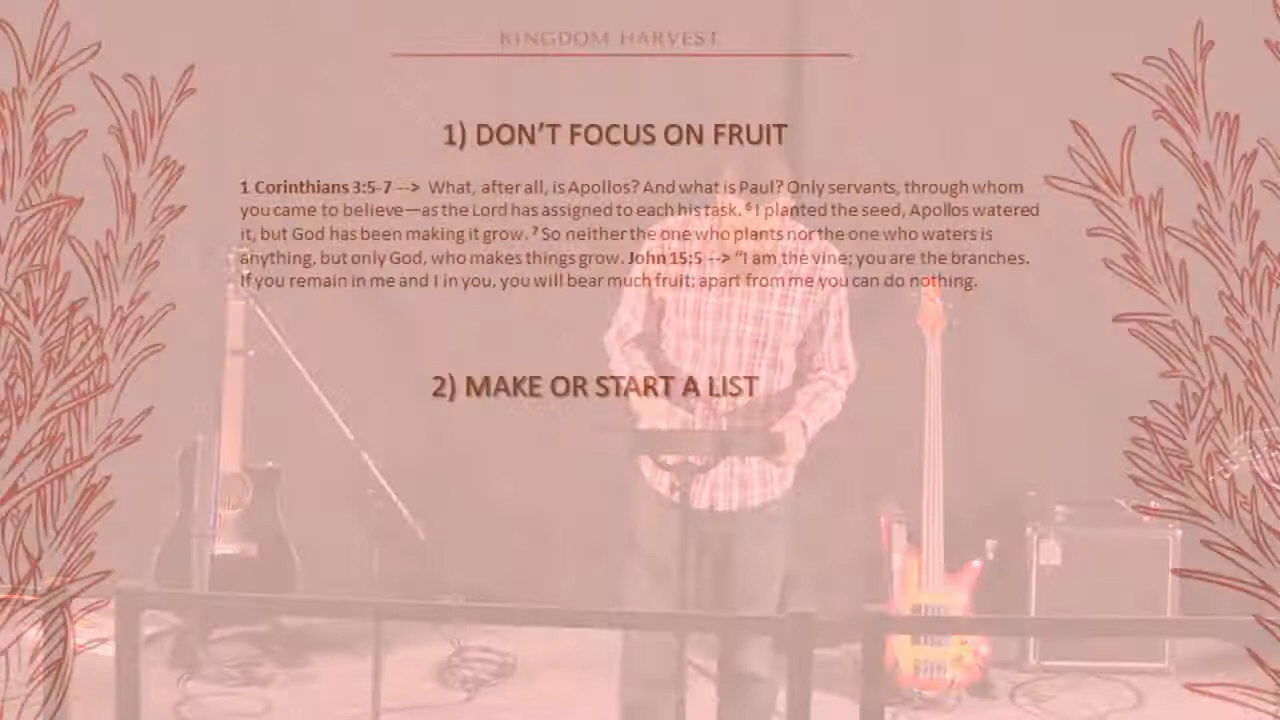 KINGDOM HARVEST
1) DON'T FOCUS ON FRUIT
1 Corinthians 3:5-7 --> What, after all, is Apollos? And what is Paul? Only servants, through whom
you came to believe—as the Lord has assigned to each his task. ⁶ I planted the seed, Apollos watered
it, but God has been making it grow. ⁷ So neither the one who plants nor the one who waters is
anything, but only God, who makes things grow. John 15:5 --> "I am the vine; you are the branches.
If you remain in me and I in you, you will bear much fruit; apart from me you can do nothing.
2) MAKE OR START A LIST